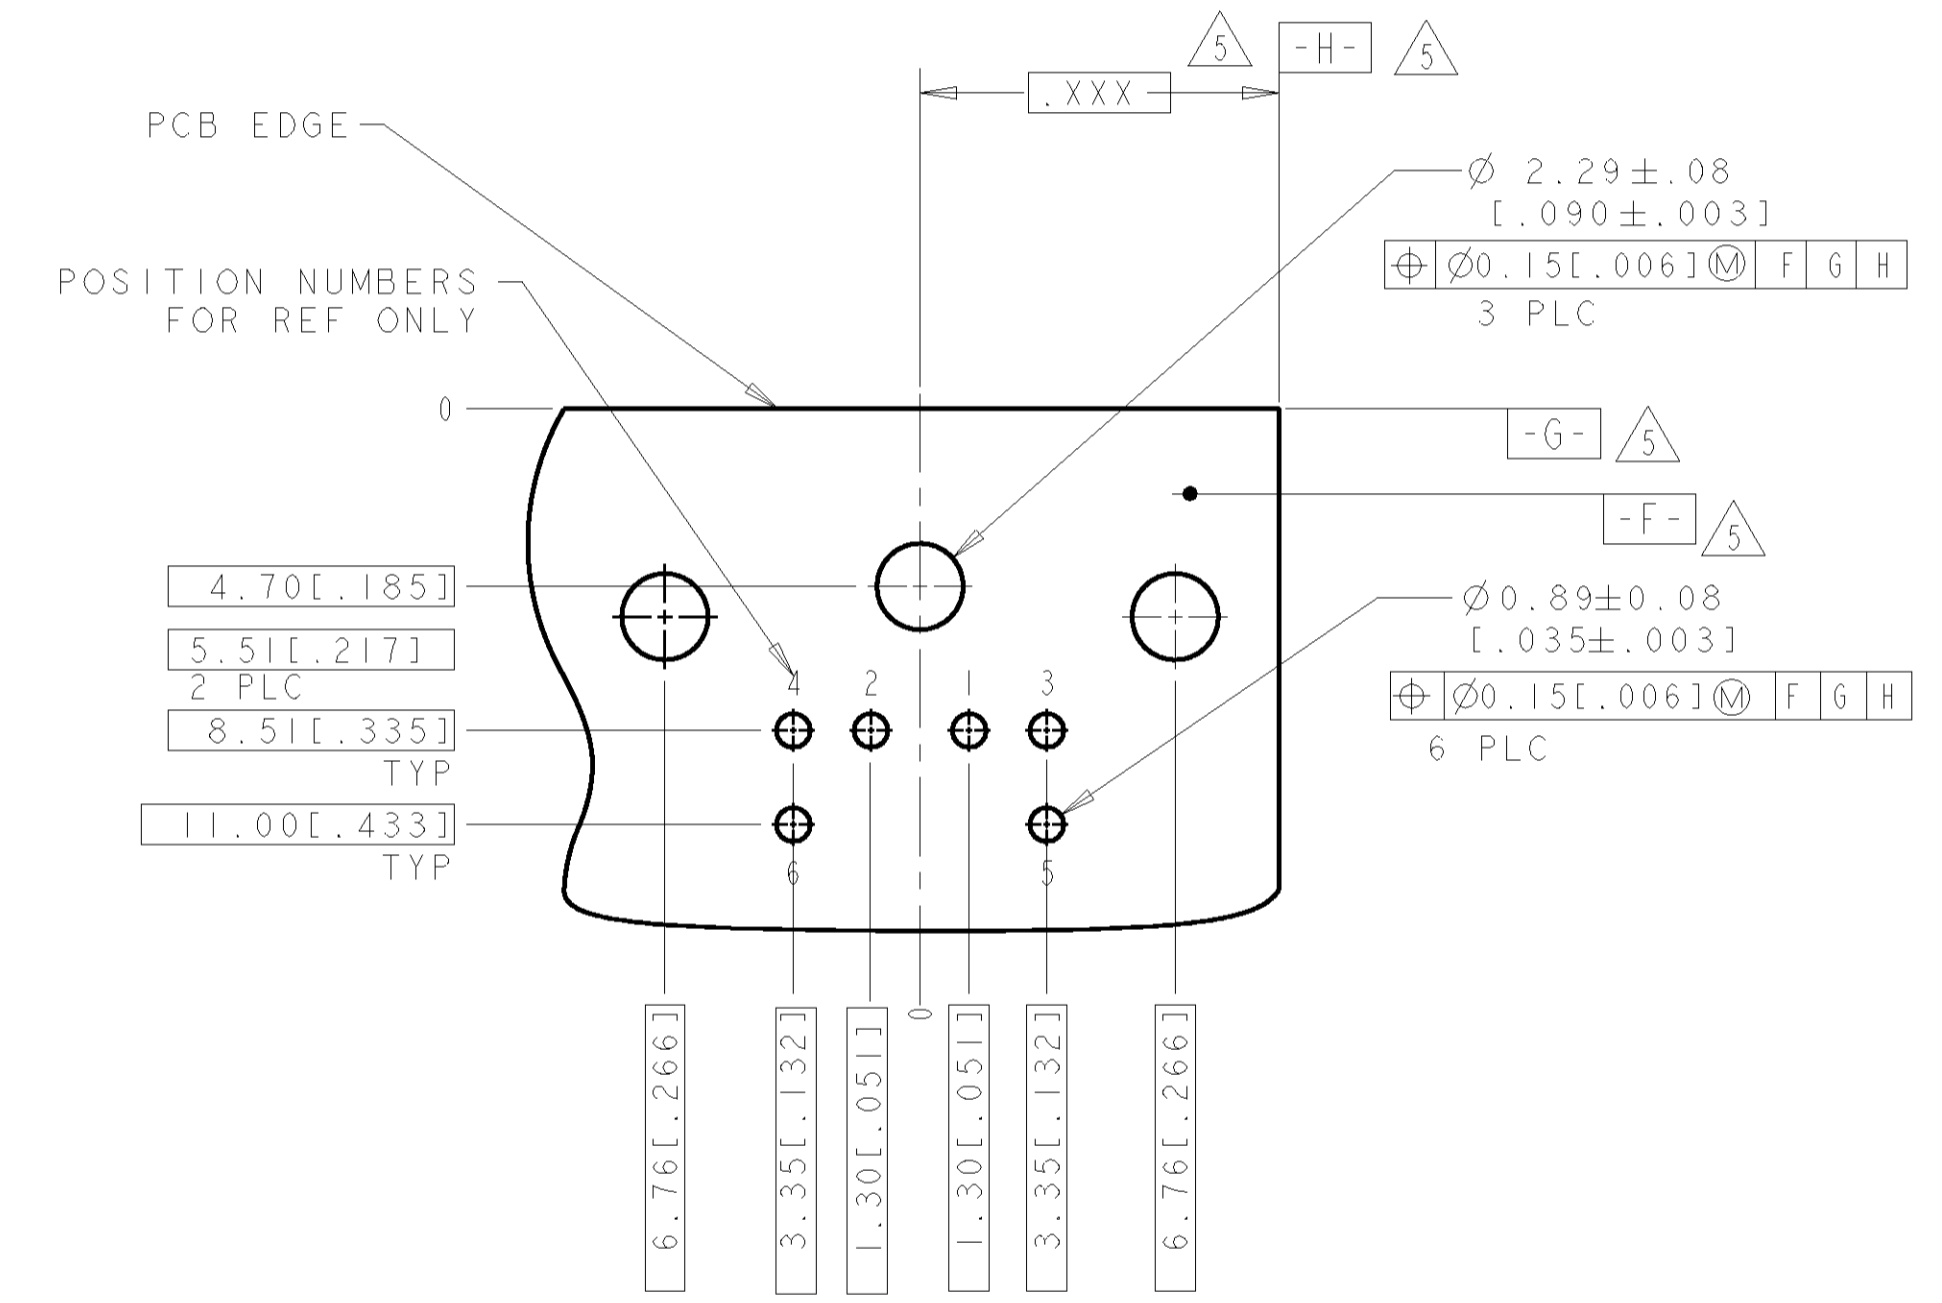 5
-H-
5
.XXX
PCB EDGE
Ø 2.29±.08
[.090±.003]
⌖ Ø0.15[.006]Ⓜ F G H
3 PLC
POSITION NUMBERS
FOR REF ONLY
0
-G-
5
-F-
5
4.70[.185]
5.51[.217]
2 PLC
Ø0.89±0.08
[.035±.003]
⌖ Ø0.15[.006]Ⓜ F G H
6 PLC
4 2 1 3
8.51[.335]
TYP
11.00[.433]
TYP
6 5
0
6.76[.266]
3.35[.132]
1.30[.051]
1.30[.051]
3.35[.132]
6.76[.266]